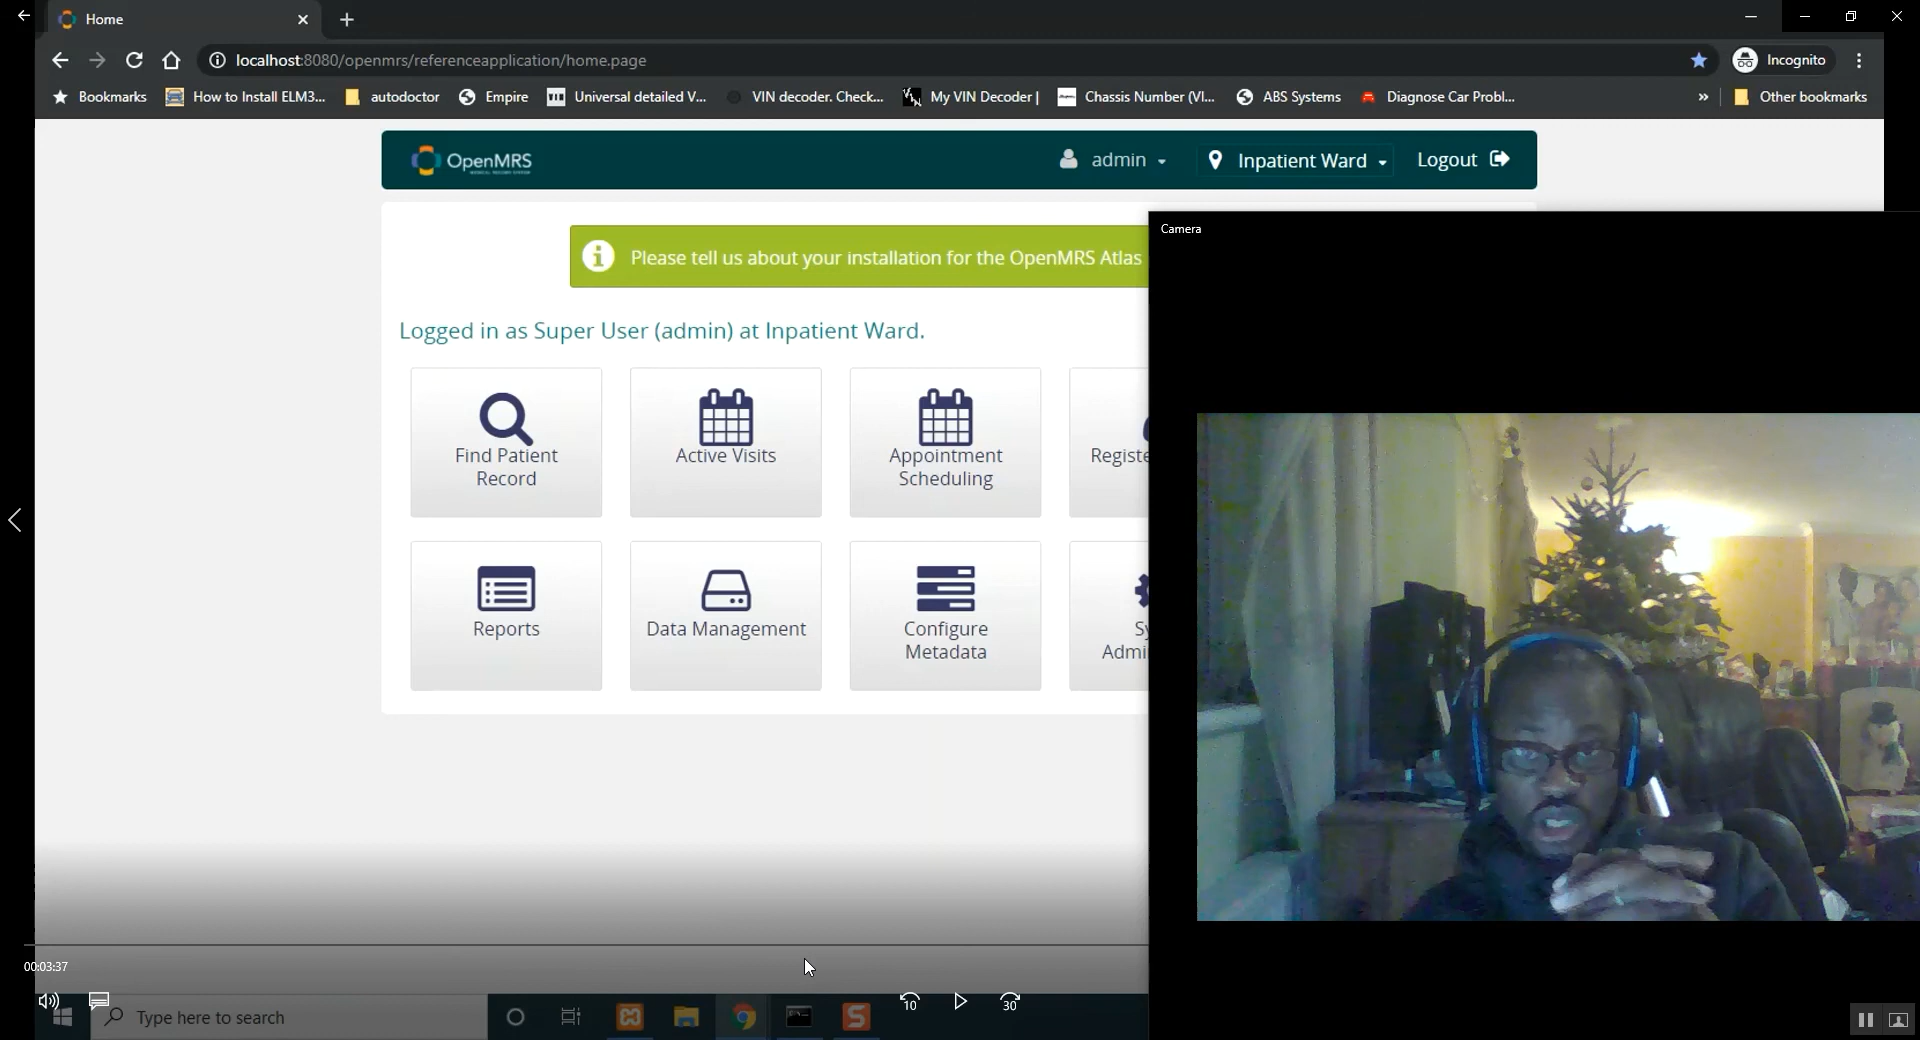 Home
localhost:8080/openmrs/referenceapplication/home.page
Incognito
Bookmarks
How to Install ELM3...
autodoctor
Empire
Universal detailed V...
VIN decoder. Check...
My VIN Decoder |
Chassis Number (VI...
ABS Systems
Diagnose Car Probl...
»
Other bookmarks
OpenMRS
admin
Inpatient Ward
Logout
Please tell us about your installation for the OpenMRS Atlas
Camera
Logged in as Super User (admin) at Inpatient Ward.
Find Patient
Record
Active Visits
Appointment
Scheduling
Registe
Reports
Data Management
Configure
Metadata
Sy
Admi
00:03:37
10
30
Type here to search